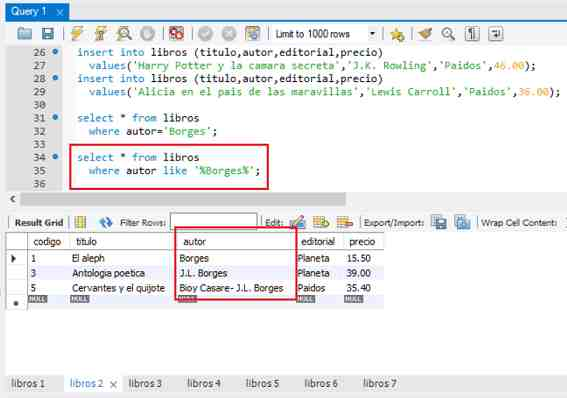 Query 1
Limit to 1000 rows
26 insert into libros (titulo,autor,editorial,precio)
27 values('Harry Potter y la camara secreta','J.K. Rowling','Paidos',46.00);
28 insert into libros (titulo,autor,editorial,precio)
29 values('Alicia en el pais de las maravillas','Lewis Carroll','Paidos',36.00);
30
31 select * from libros
32 where autor='Borges';
33
34 select * from libros
35 where autor like '%Borges%';
36
Result Grid Filter Rows: Edit: Export/Import: Wrap Cell Content:
codigo titulo autor editorial precio
1 El aleph Borges Planeta 15.50
3 Antologia poetica J.L. Borges Planeta 39.00
5 Cervantes y el quijote Bioy Casare- J.L. Borges Paidos 35.40
NULL NULL NULL NULL NULL
libros 1 libros 2 libros 3 libros 4 libros 5 libros 6 libros 7